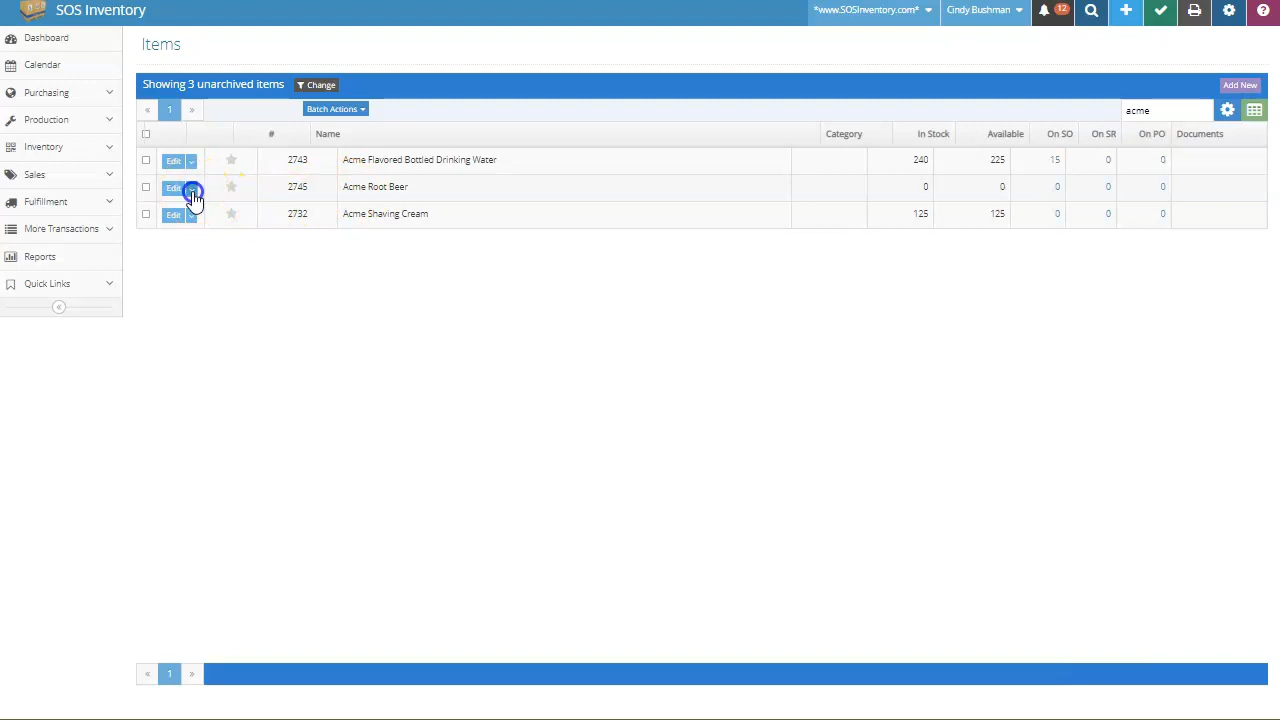 SOS Inventory
*www.SOSInventory.com*
Cindy Bushman
12
Dashboard
Calendar
Purchasing
Production
Inventory
Sales
Fulfillment
More Transactions
Reports
Quick Links
Items
Showing 3 unarchived items
Change
Add New
« 1 »
Batch Actions
acme
# Name Category In Stock Available On SO On SR On PO Documents
Edit 2743 Acme Flavored Bottled Drinking Water 240 225 15 0 0
Edit 2745 Acme Root Beer 0 0 0 0 0
Edit 2732 Acme Shaving Cream 125 125 0 0 0
« 1 »